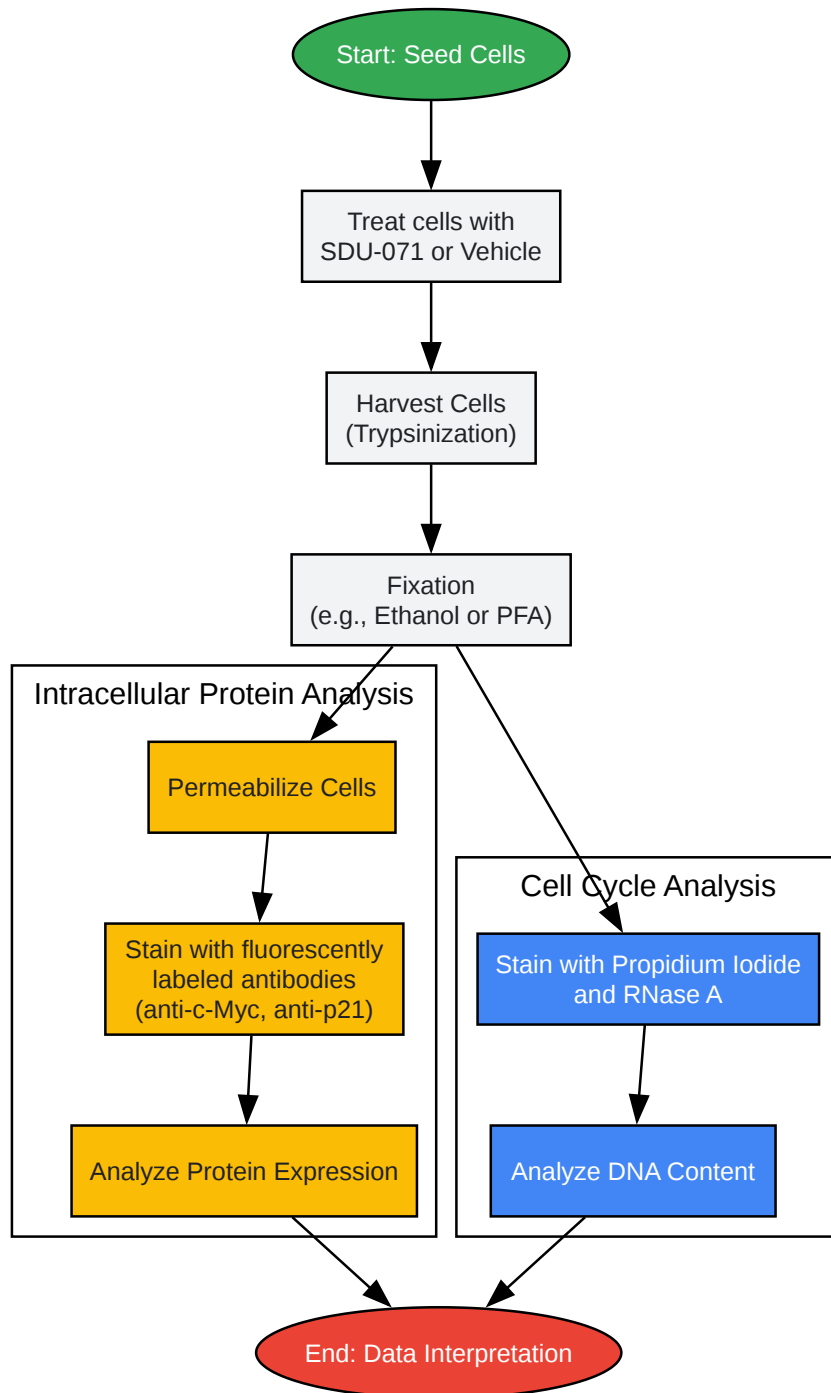 Start: Seed Cells
Treat cells with
SDU-071 or Vehicle
Harvest Cells
(Trypsinization)
Fixation
(e.g., Ethanol or PFA)
Intracellular Protein Analysis
Permeabilize Cells
Stain with fluorescently
labeled antibodies
(anti-c-Myc, anti-p21)
Analyze Protein Expression
Cell Cycle Analysis
Stain with Propidium Iodide
and RNase A
Analyze DNA Content
End: Data Interpretation